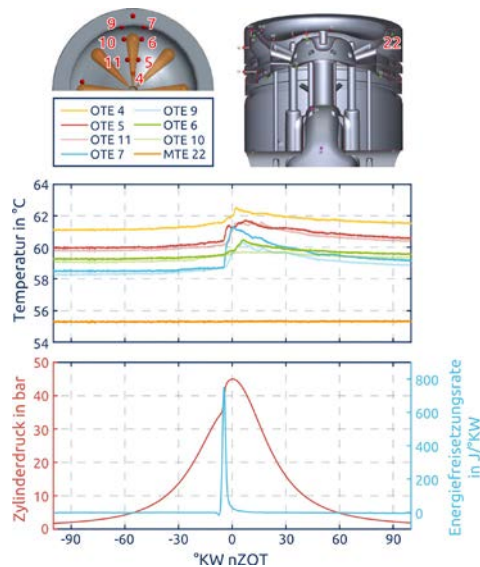 9 7
10 6
11 5
4
22
OTE 4 OTE 9
OTE 5 OTE 6
OTE 11 OTE 10
OTE 7 MTE 22
Temperatur in °C
64
62
60
58
56
54
Zylinderdruck in bar
50
40
30
20
10
0
800
600
400
200
0
Energiefreisetzungsrate
in J/°KW
-90 -60 -30 0 30 60 90
°KW nZOT